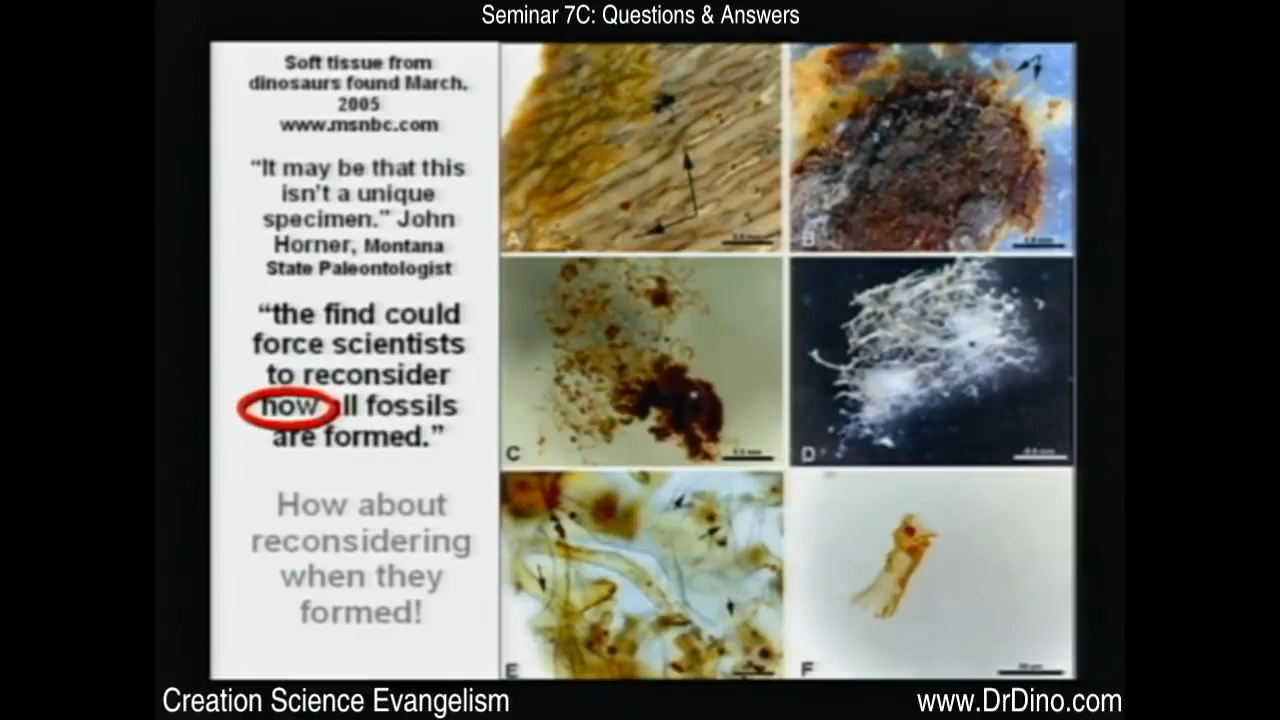 Seminar 7C: Questions & Answers
Soft tissue from
dinosaurs found March,
2005
www.msnbc.com
“It may be that this
isn’t a unique
specimen.” John
Horner, Montana
State Paleontologist
“the find could
force scientists
to reconsider
how all fossils
are formed.”
How about
reconsidering
when they
formed!
A
B
C
D
E
F
Creation Science Evangelism
www.DrDino.com